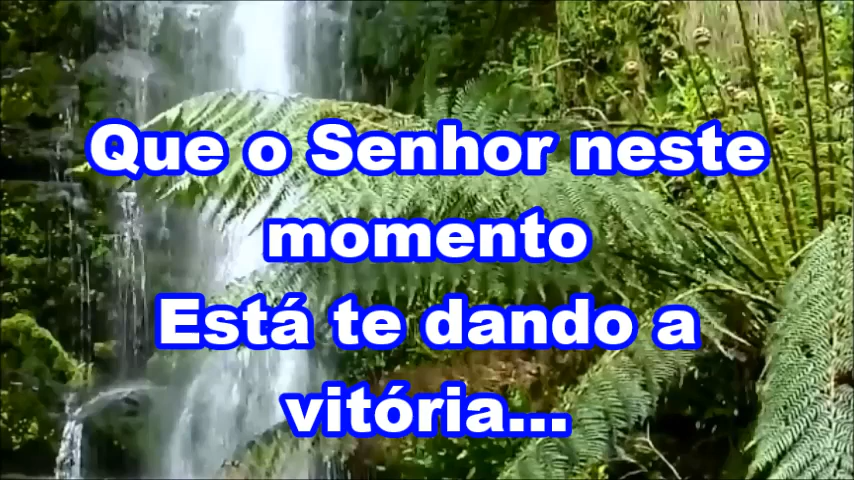 Que o Senhor neste
momento
Está te dando a
vitória...